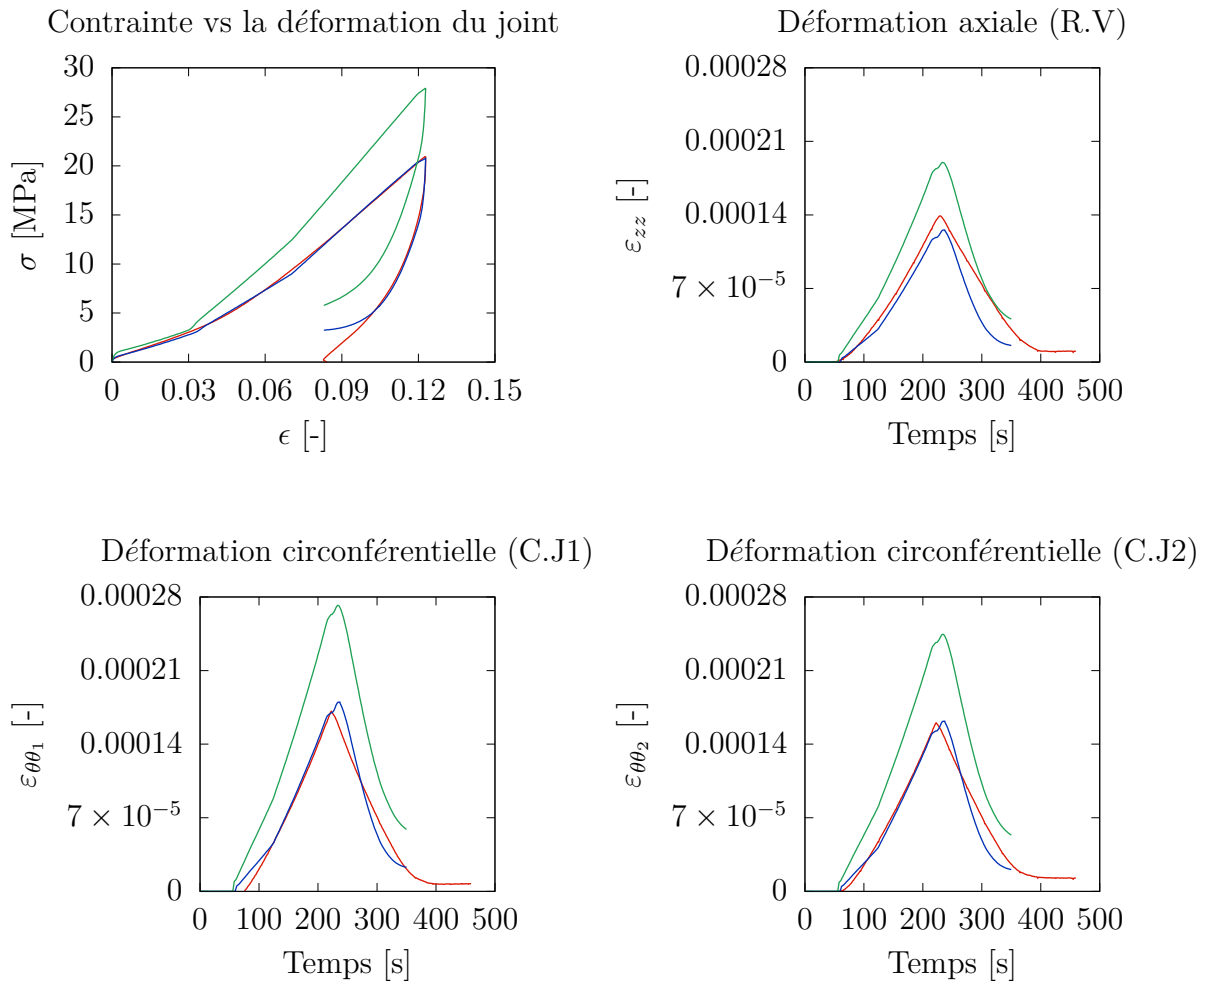 Contrainte vs la déformation du joint
30
25
20
15
10
5
0
0 0.03 0.06 0.09 0.12 0.15
σ [MPa]
ϵ [-]
Déformation axiale (R.V)
0.00028
0.00021
0.00014
7 × 10⁻⁵
0
100 200 300 400 500
ε_zz [-]
Temps [s]
Déformation circonférentielle (C.J1)
0.00028
0.00021
0.00014
7 × 10⁻⁵
0
0 100 200 300 400 500
ε_θθ₁ [-]
Temps [s]
Déformation circonférentielle (C.J2)
0.00028
0.00021
0.00014
7 × 10⁻⁵
0
0 100 200 300 400 500
ε_θθ₂ [-]
Temps [s]